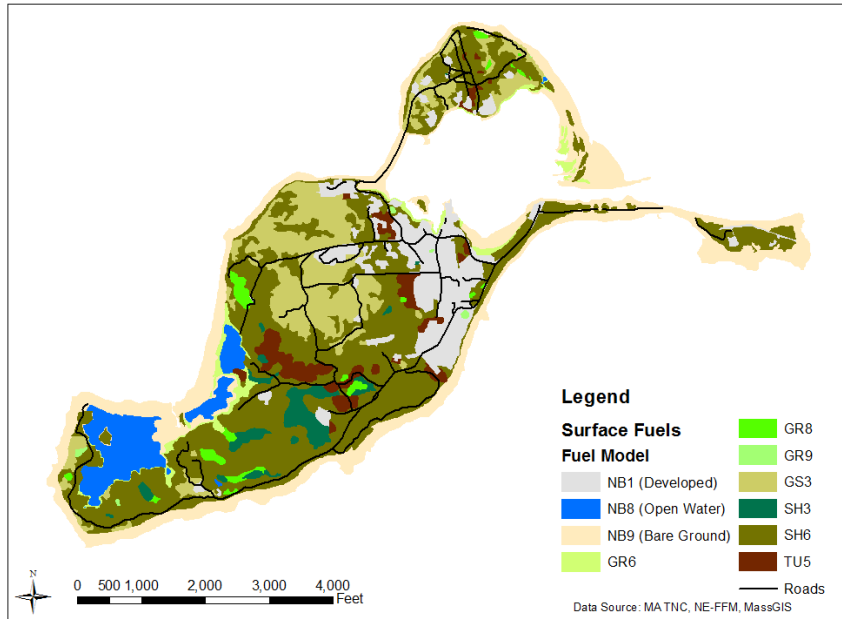 Legend
Surface Fuels
Fuel Model
NB1 (Developed)
NB8 (Open Water)
NB9 (Bare Ground)
GR6
GR8
GR9
GS3
SH3
SH6
TU5
Roads
N
0 500 1,000 2,000 3,000 4,000
Feet
Data Source: MA TNC, NE-FFM, MassGIS